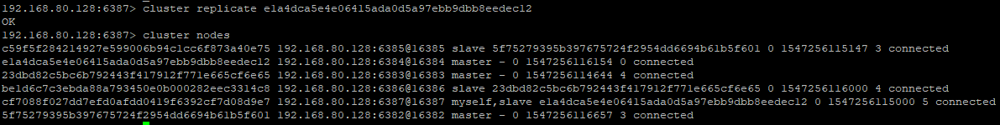 192.168.80.128:6387> cluster replicate e1a4dca5e4e06415ada0d5a97ebb9dbb8eedec12
OK
192.168.80.128:6387> cluster nodes
c59f5f284214927e599006b94c1cc6f873a40e75 192.168.80.128:6385@16385 slave 5f75279395b397675724f2954dd6694b61b5f601 0 1547256115147 3 connected
e1a4dca5e4e06415ada0d5a97ebb9dbb8eedec12 192.168.80.128:6384@16384 master - 0 1547256116154 0 connected
23dbd82c5bc6b792443f417912f771e665cf6e65 192.168.80.128:6383@16383 master - 0 1547256114644 4 connected
be1d6c7c3ebda88a793450e0b000282eec3314c8 192.168.80.128:6386@16386 slave 23dbd82c5bc6b792443f417912f771e665cf6e65 0 1547256116000 4 connected
cf7088f027dd7efd0afdd0419f6392cf7d08d9e7 192.168.80.128:6387@16387 myself,slave e1a4dca5e4e06415ada0d5a97ebb9dbb8eedec12 0 1547256115000 5 connected
5f75279395b397675724f2954dd6694b61b5f601 192.168.80.128:6382@16382 master - 0 1547256116657 3 connected